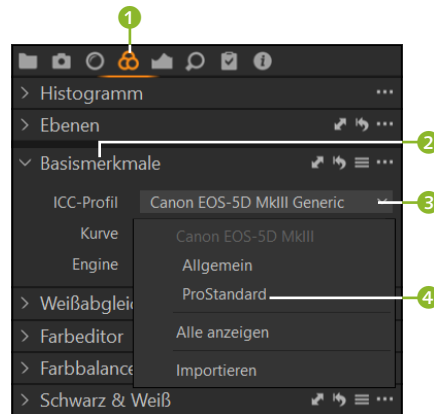 1
Histogramm
Ebenen
2
Basismerkmale
ICC-Profil Canon EOS-5D MkIII Generic
3
Kurve
Canon EOS-5D MkIII
Engine
Allgemein
ProStandard
4
Weißabglei
Alle anzeigen
Farbeditor
Farbbalance
Importieren
Schwarz & Weiß